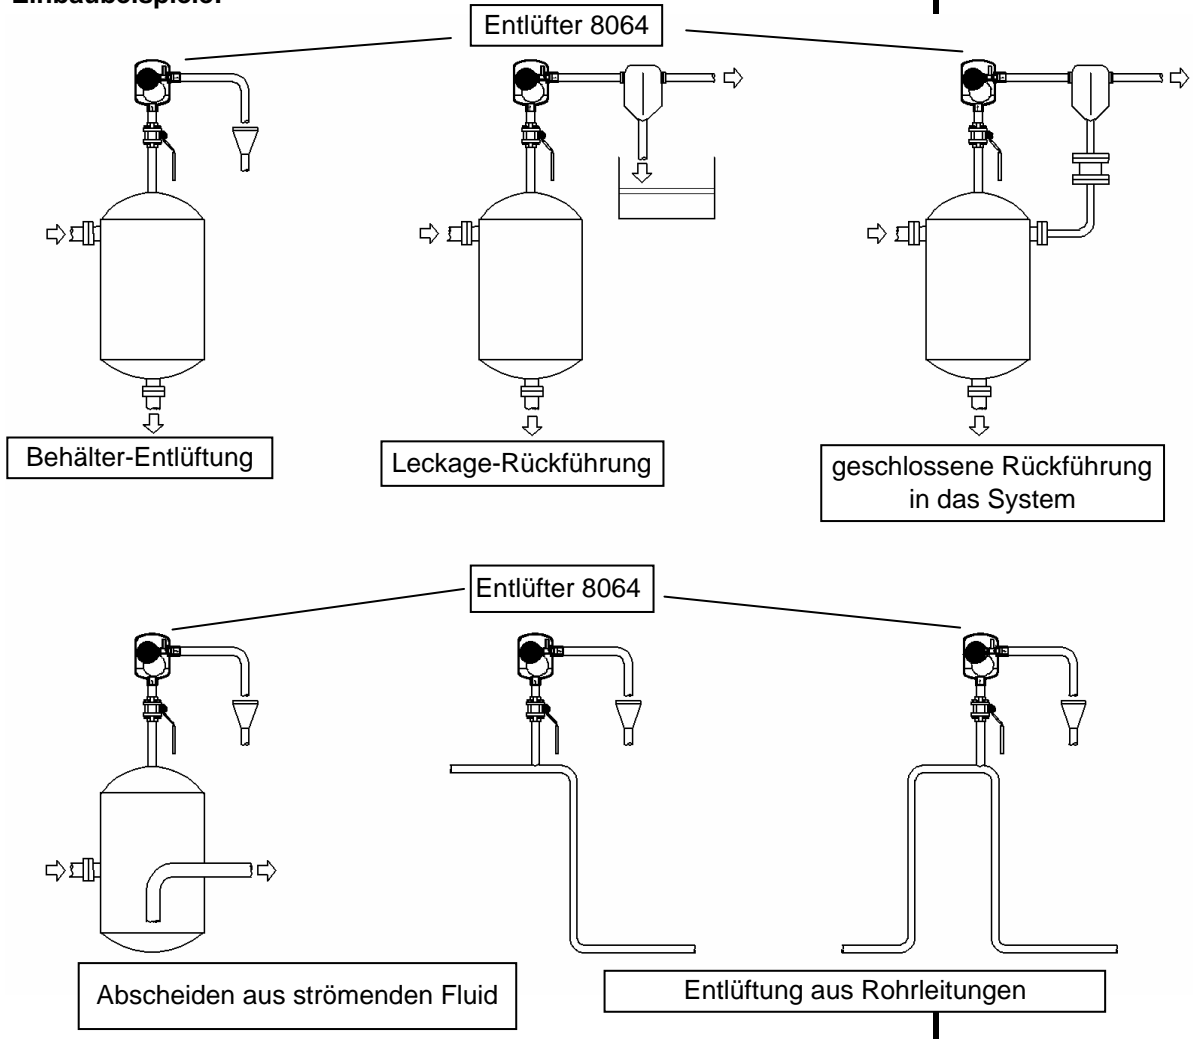 Einbaubeispiele:
Entlüfter 8064
Behälter-Entlüftung
Leckage-Rückführung
geschlossene Rückführung
in das System
Entlüfter 8064
Abscheiden aus strömenden Fluid
Entlüftung aus Rohrleitungen